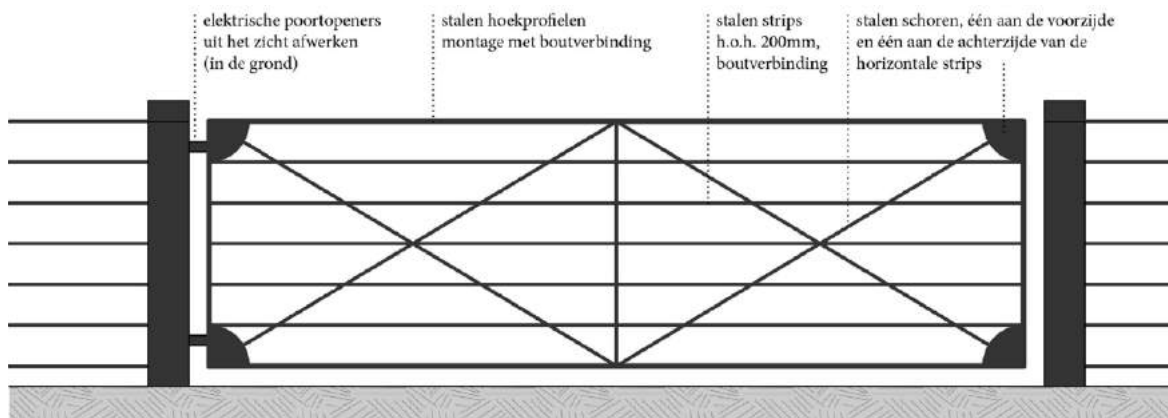 elektrische poortopeners
uit het zicht afwerken
(in de grond)
stalen hoekprofielen
montage met boutverbinding
stalen strips
h.o.h. 200mm,
boutverbinding
stalen schoren, één aan de voorzijde
en één aan de achterzijde van de
horizontale strips